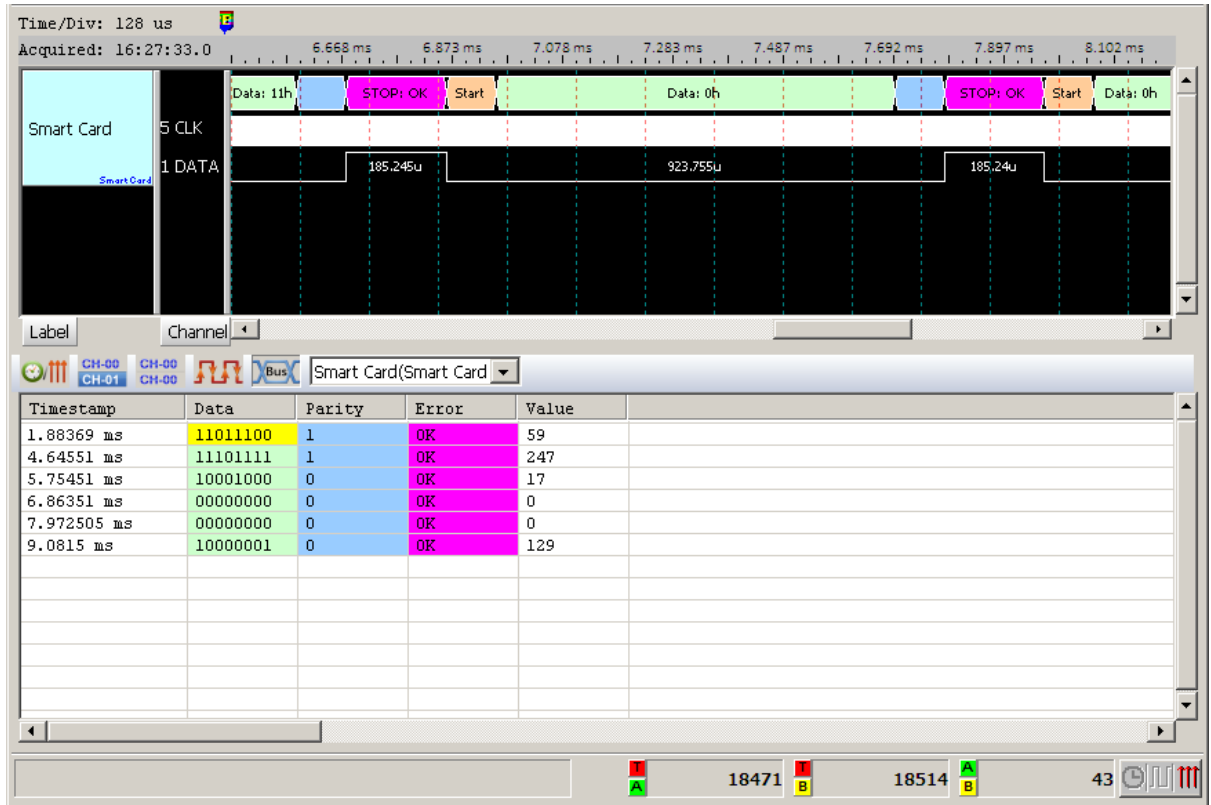 Time/Div: 128 us
Acquired: 16:27:33.0 6.668 ms 6.873 ms 7.078 ms 7.283 ms 7.487 ms 7.692 ms 7.897 ms 8.102 ms
Data: 11h STOP: OK Start Data: 0h STOP: OK Start Data: 0h
Smart Card 5 CLK
1 DATA 185.245u 923.755u 185.24u
SmartCard
Label Channel
CH-00 CH-01 CH-00 CH-00 Bus Smart Card(Smart Card
Timestamp Data Parity Error Value
1.88369 ms 11011100 1 OK 59
4.64551 ms 11101111 1 OK 247
5.75451 ms 10001000 0 OK 17
6.86351 ms 00000000 0 OK 0
7.972505 ms 00000000 0 OK 0
9.0815 ms 10000001 0 OK 129
T A 18471 T B 18514 A B 43